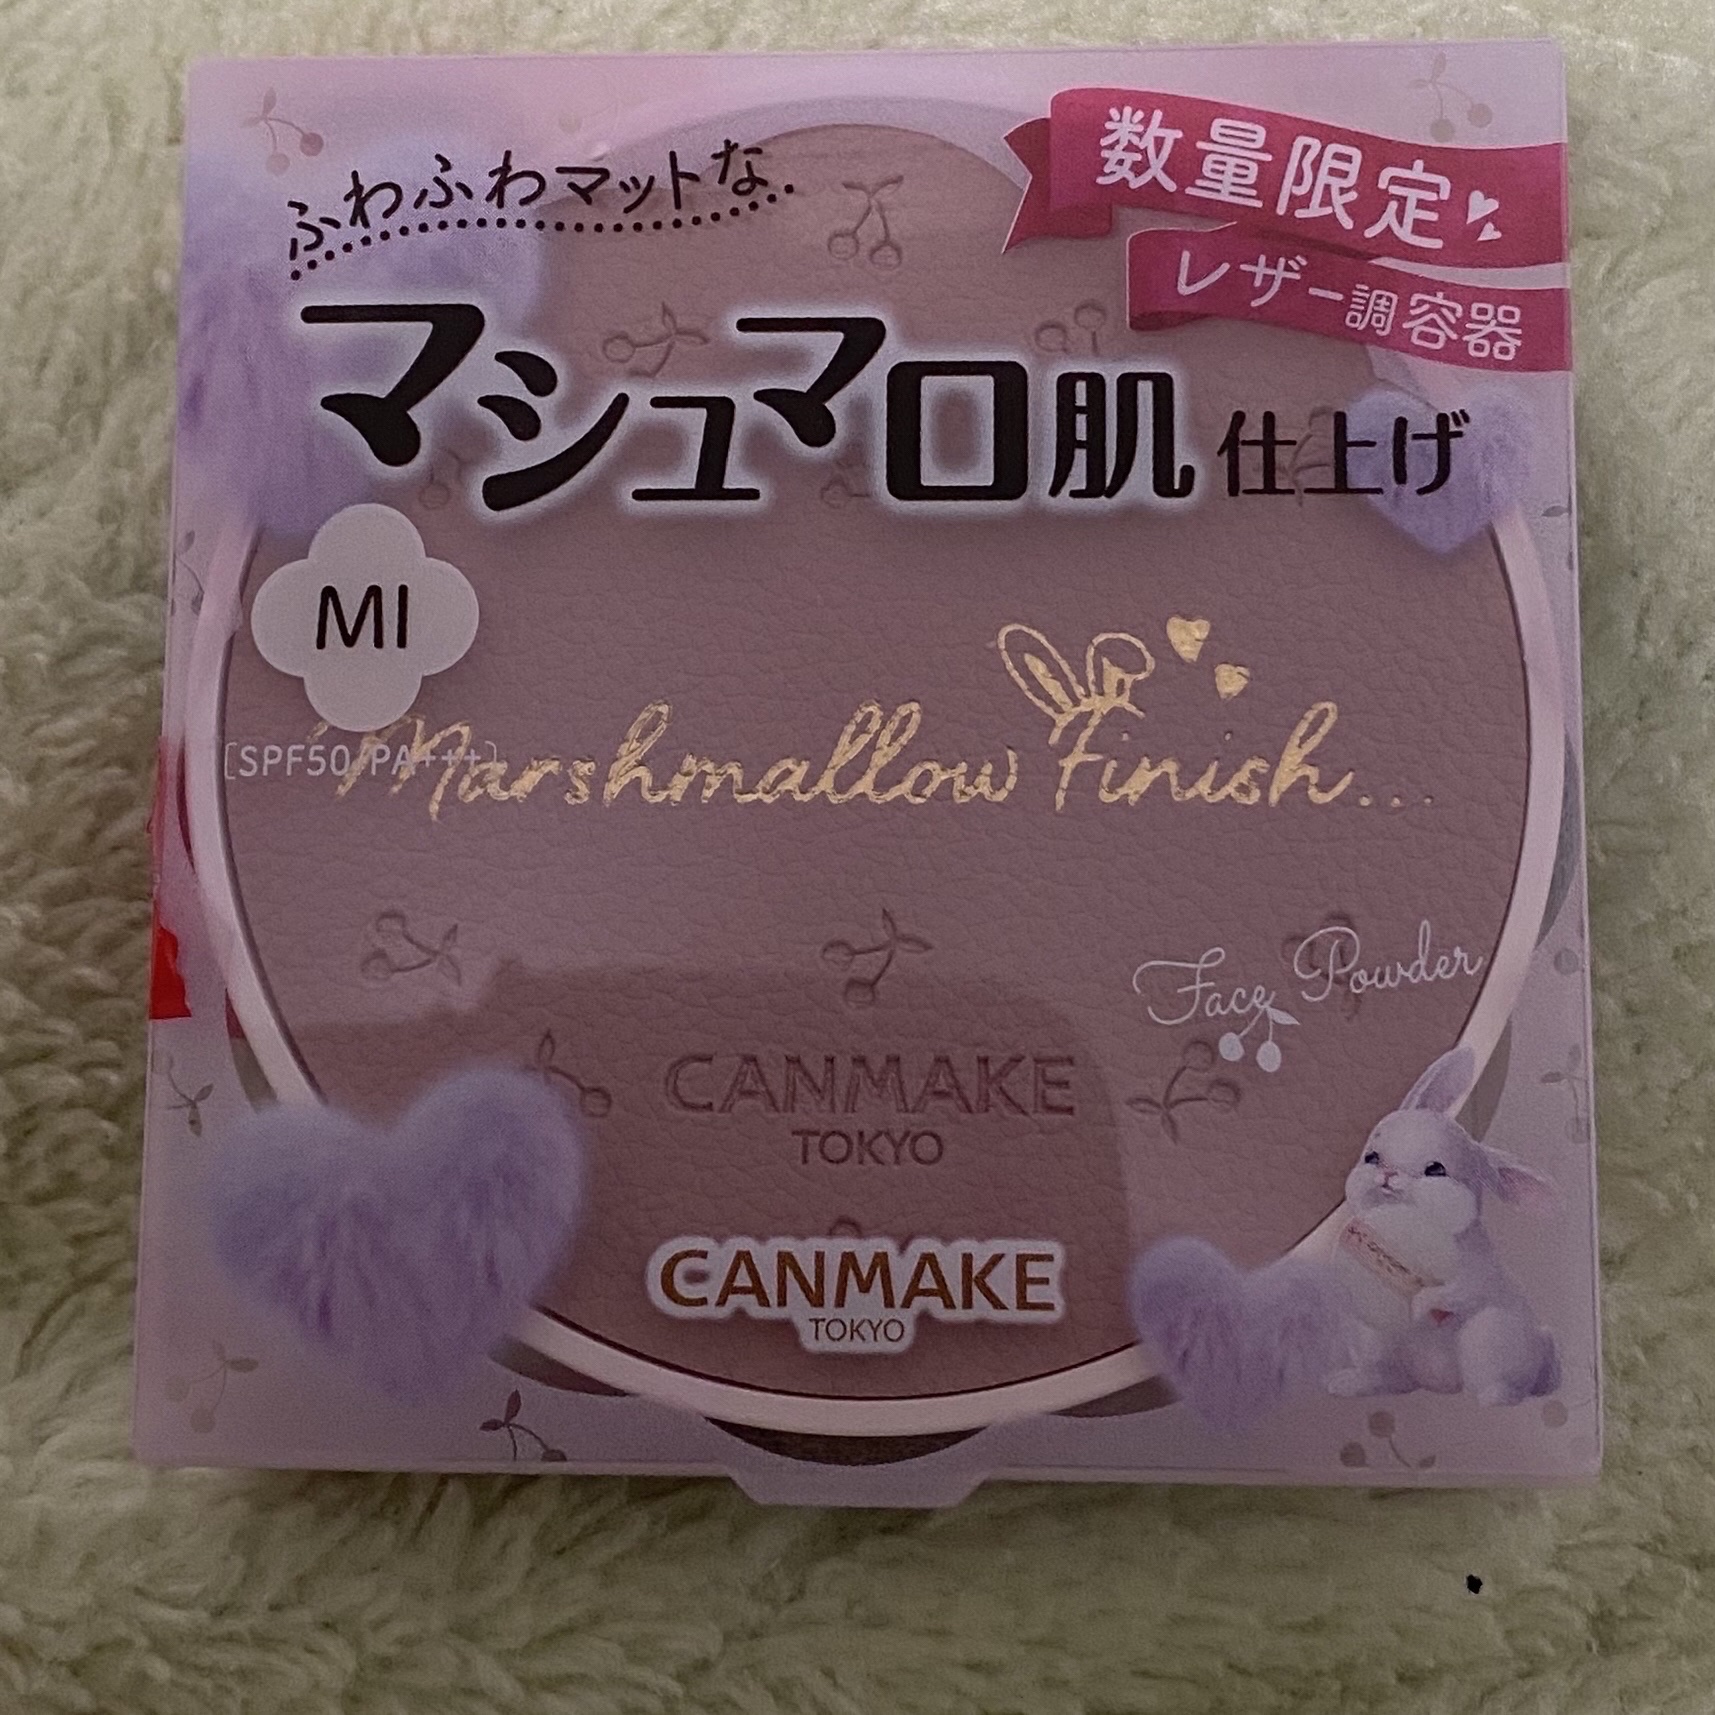 ふわふわマットな
数量限定
レザー調容器
マシュマロ肌 仕上げ
MI
[SPF50/PA+++]
Marshmallow Finish...
Face Powder
CANMAKE
TOKYO
CANMAKE
TOKYO